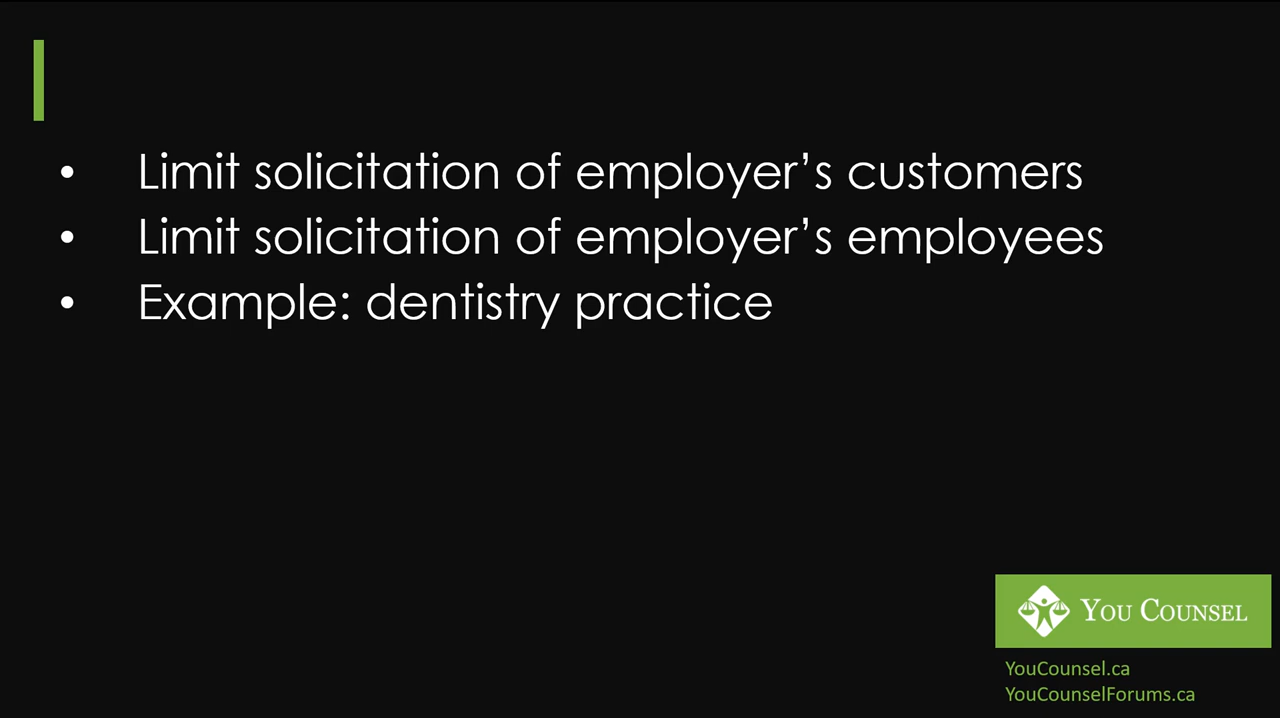 • Limit solicitation of employer’s customers
• Limit solicitation of employer’s employees
• Example: dentistry practice
You Counsel
YouCounsel.ca
YouCounselForums.ca